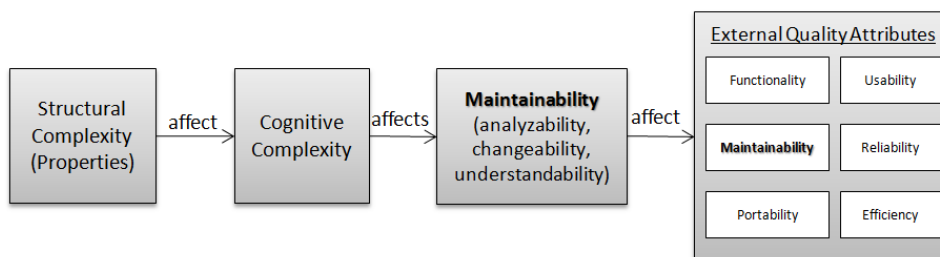 Structural
Complexity
(Properties)
affect
Cognitive
Complexity
affects
Maintainability
(analyzability,
changeability,
understandability)
affect
External Quality Attributes
Functionality
Usability
Maintainability
Reliability
Portability
Efficiency